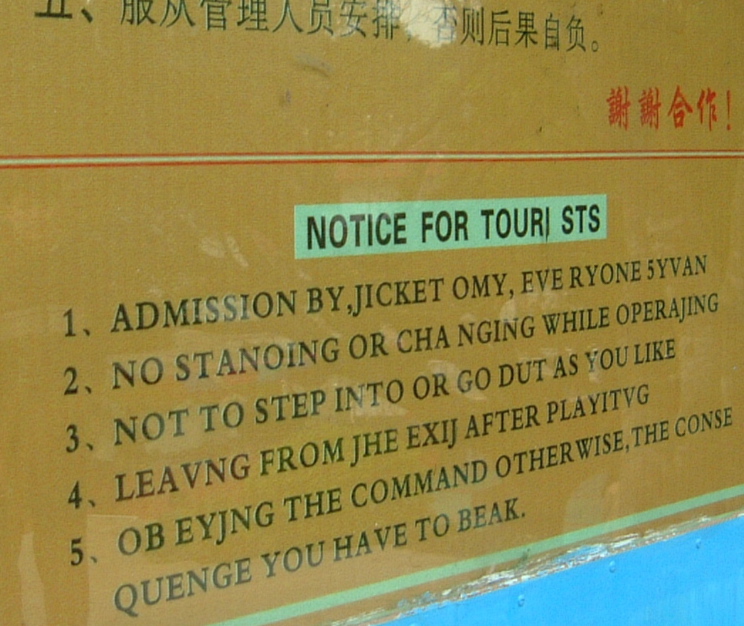 五、服从管理人员安排，否则后果自负。
謝謝合作！
NOTICE FOR TOURI STS
1、ADMISSION BY,JICKET OMY, EVE RYONE 5YVAN
2、NO STANOING OR CHA NGING WHILE OPERAJING
3、NOT TO STEP INTO OR GO DUT AS YOU LIKE
4、LEAVNG FROM JHE EXIJ AFTER PLAYITVG
5、OB EYJNG THE COMMAND OTHERWISE,THE CONSE
QUENGE YOU HAVE TO BEAK.